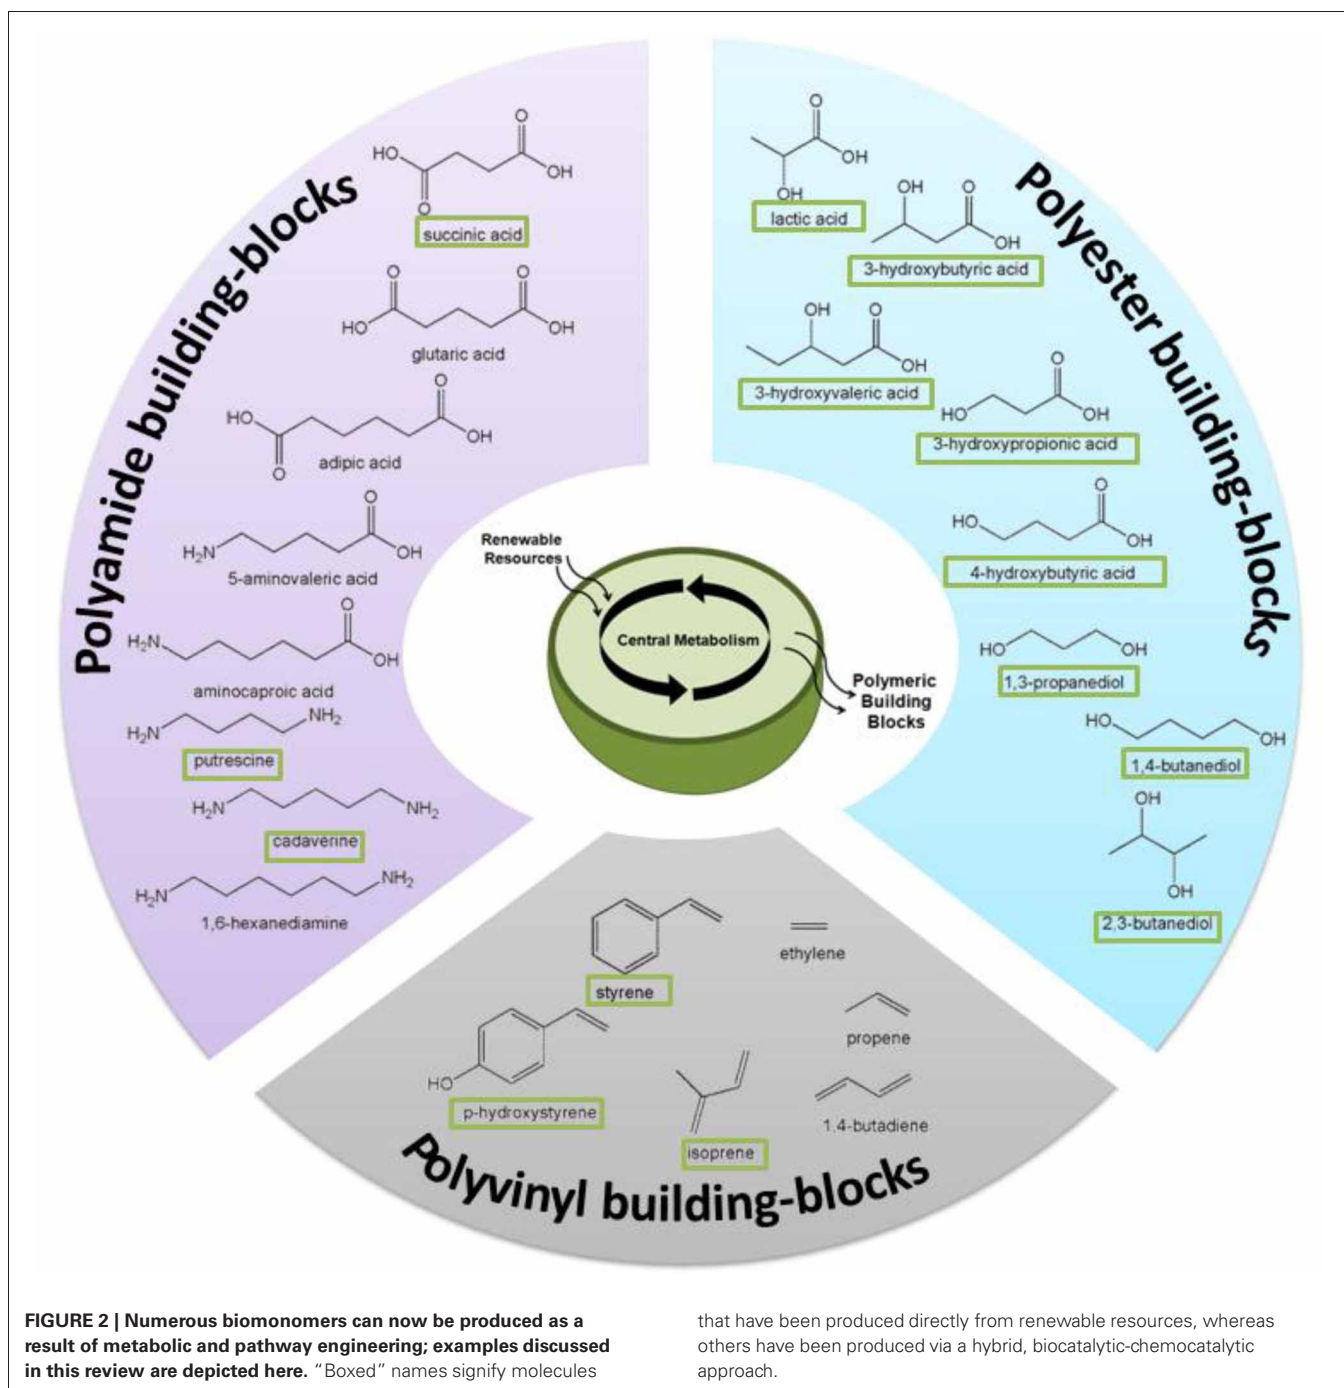 Polyamide building-blocks
O
HO
OH
O
succinic acid
O
O
HO
OH
glutaric acid
O
HO
OH
O
adipic acid
O
H2N
OH
5-aminovaleric acid
O
H2N
OH
aminocaproic acid
NH2
H2N
putrescine
H2N
NH2
cadaverine
H2N
NH2
1,6-hexanediamine
Polyester building-blocks
O
OH
OH
lactic acid
OH
O
OH
3-hydroxybutyric acid
OH
O
OH
3-hydroxyvaleric acid
O
HO
OH
3-hydroxypropionic acid
O
HO
OH
4-hydroxybutyric acid
HO
OH
1,3-propanediol
HO
OH
1,4-butanediol
OH
OH
2,3-butanediol
Renewable
Resources
Central Metabolism
Polymeric
Building
Blocks
styrene
ethylene
propene
HO
p-hydroxystyrene
isoprene
1,4-butadiene
Polyvinyl building-blocks
FIGURE 2 | Numerous biomonomers can now be produced as a
result of metabolic and pathway engineering; examples discussed
in this review are depicted here. “Boxed” names signify molecules
that have been produced directly from renewable resources, whereas
others have been produced via a hybrid, biocatalytic-chemocatalytic
approach.